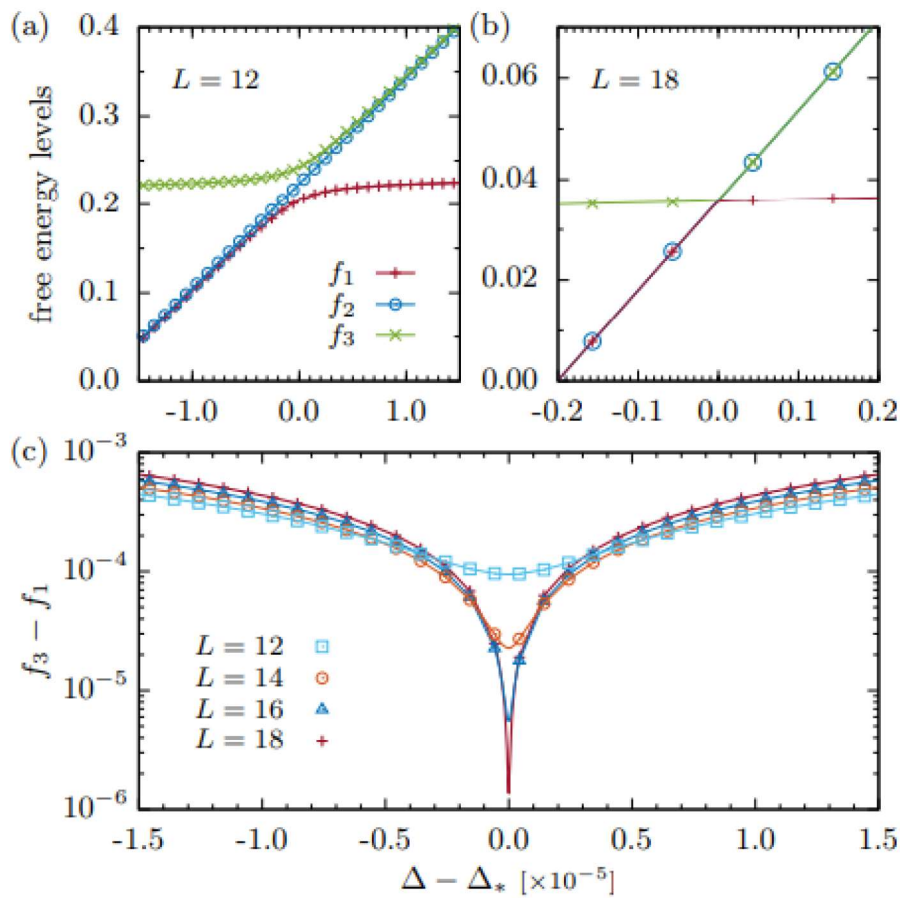 (a)
0.4
0.3
0.2
0.1
0.0
free energy levels
L = 12
f₁
f₂
f₃
-1.0
0.0
1.0
(b)
0.06
0.04
0.02
0.00
L = 18
-0.2
-0.1
0.0
0.1
0.2
(c)
10⁻³
10⁻⁴
10⁻⁵
10⁻⁶
f₃ − f₁
L = 12
L = 14
L = 16
L = 18
-1.5
-1.0
-0.5
0.0
0.5
1.0
1.5
Δ − Δ∗ [×10⁻⁵]